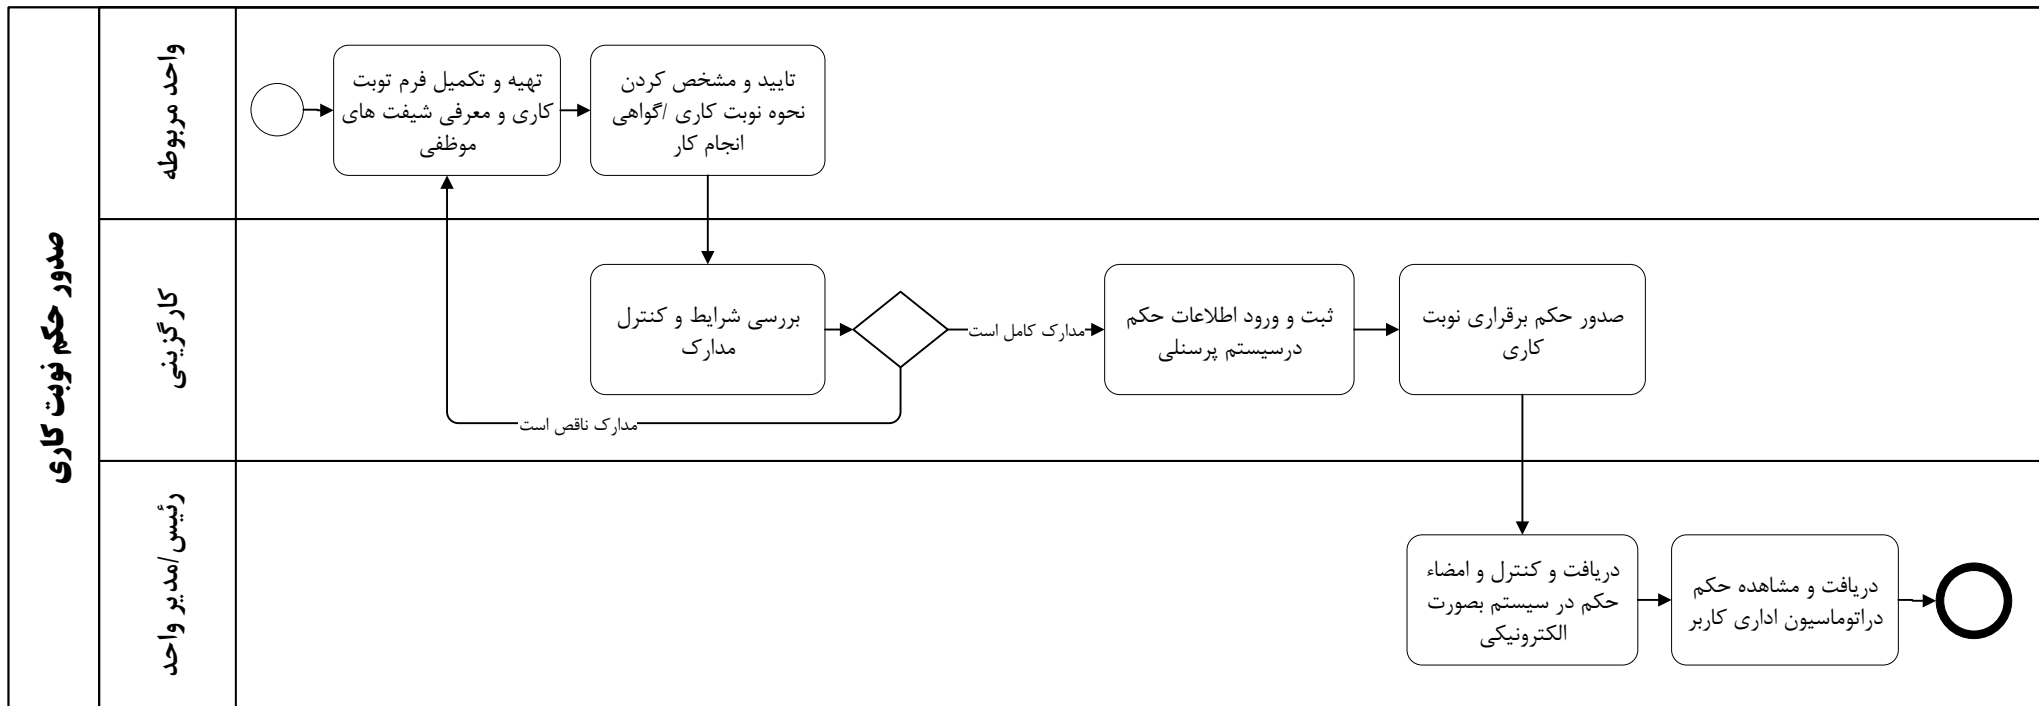 صدور حکم نوبت کاری
واحد مربوطه
تهیه و تکمیل فرم توبت
کاری و معرفی شیفت های
موظفی
تایید و مشخص کردن
نحوه نوبت کاری /گواهی
انجام کار
کارگزینی
بررسی شرایط و کنترل
مدارک
مدارک کامل است
مدارک ناقص است
ثبت و ورود اطلاعات حکم
درسیستم پرسنلی
صدور حکم برقراری نوبت
کاری
رئیس/مدیر واحد
دریافت و کنترل و امضاء
حکم در سیستم بصورت
الکترونیکی
دریافت و مشاهده حکم
دراتوماسیون اداری کاربر